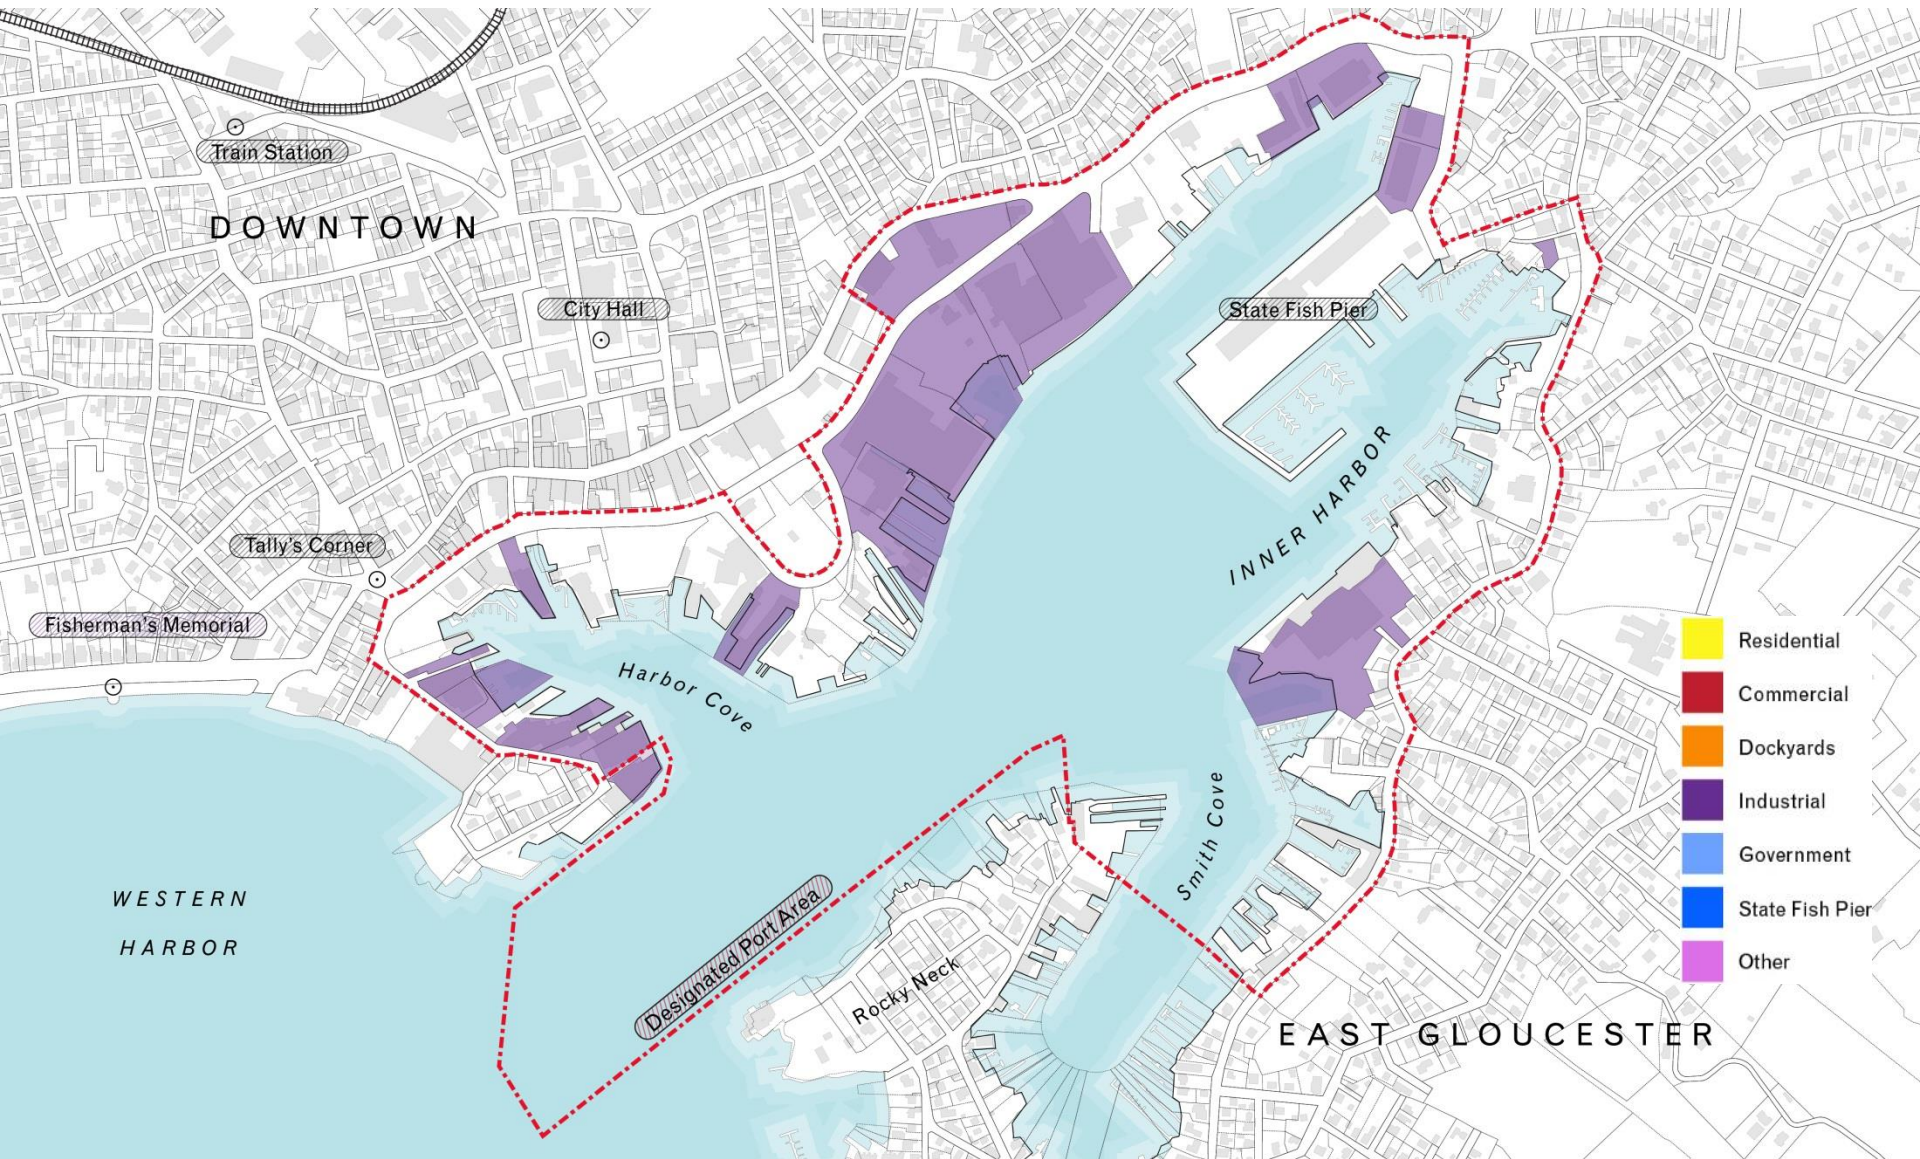 Train Station
DOWNTOWN
City Hall
State Fish Pier
INNER HARBOR
Tally's Corner
Fisherman's Memorial
Harbor Cove
Smith Cove
WESTERN
HARBOR
Designated Port Area
Rocky Neck
EAST GLOUCESTER
Residential
Commercial
Dockyards
Industrial
Government
State Fish Pier
Other